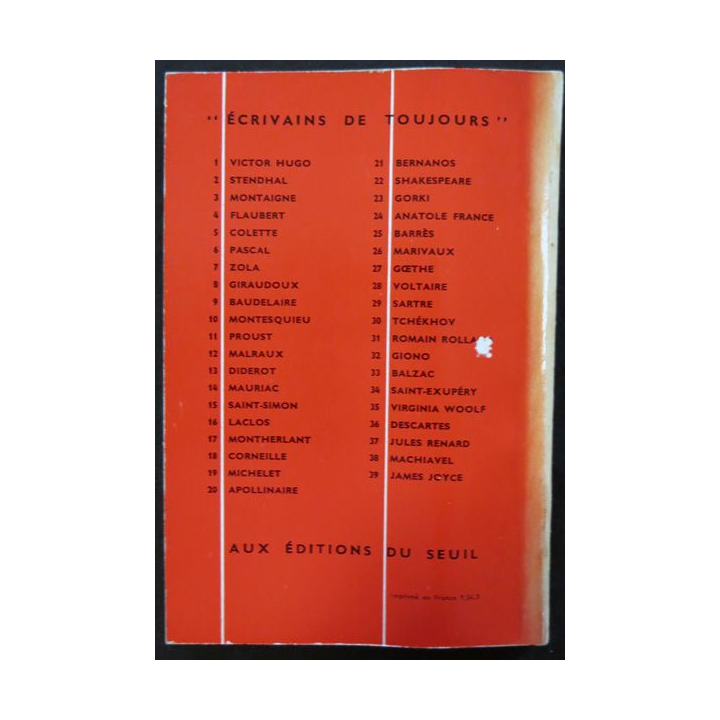 "ÉCRIVAINS DE TOUJOURS"
1 VICTOR HUGO
2 STENDHAL
3 MONTAIGNE
4 FLAUBERT
5 COLETTE
6 PASCAL
7 ZOLA
8 GIRAUDOUX
9 BAUDELAIRE
10 MONTESQUIEU
11 PROUST
12 MALRAUX
13 DIDEROT
14 MAURIAC
15 SAINT-SIMON
16 LACLOS
17 MONTHERLANT
18 CORNEILLE
19 MICHELET
20 APOLLINAIRE
21 BERNANOS
22 SHAKESPEARE
23 GORKI
24 ANATOLE FRANCE
25 BARRÈS
26 MARIVAUX
27 GŒTHE
28 VOLTAIRE
29 SARTRE
30 TCHÉKHOV
31 ROMAIN ROLLA
32 GIONO
33 BALZAC
34 SAINT-EXUPÉRY
35 VIRGINIA WOOLF
36 DESCARTES
37 JULES RENARD
38 MACHIAVEL
39 JAMES JOYCE
AUX ÉDITIONS DU SEUIL
Imprimé en France